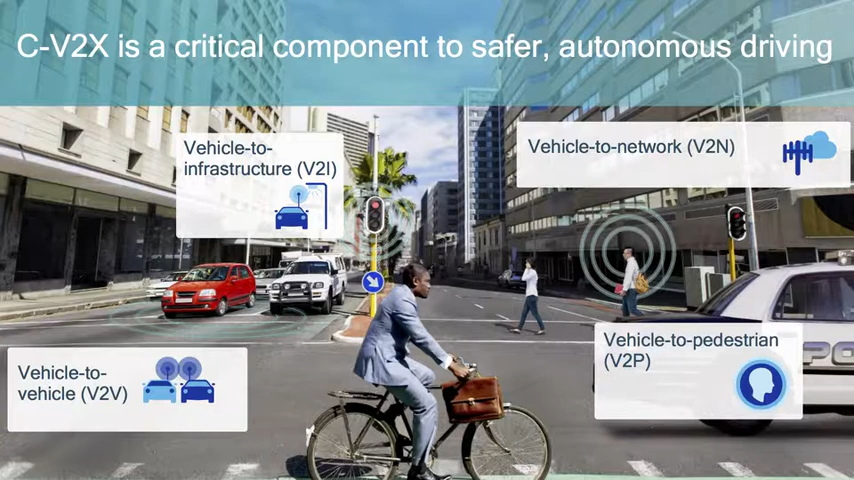 C-V2X is a critical component to safer, autonomous driving
Vehicle-to-
infrastructure (V2I)
Vehicle-to-network (V2N)
Vehicle-to-
vehicle (V2V)
Vehicle-to-pedestrian
(V2P)
PO